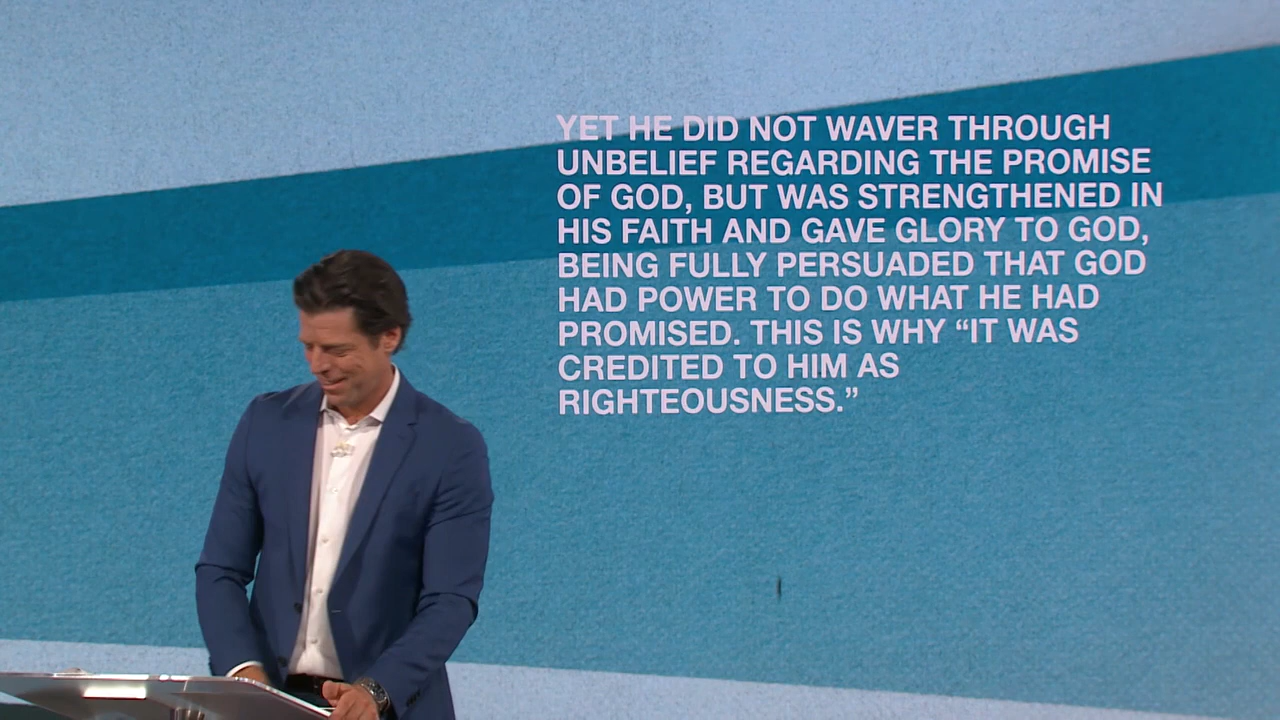 YET HE DID NOT WAVER THROUGH
UNBELIEF REGARDING THE PROMISE
OF GOD, BUT WAS STRENGTHENED IN
HIS FAITH AND GAVE GLORY TO GOD,
BEING FULLY PERSUADED THAT GOD
HAD POWER TO DO WHAT HE HAD
PROMISED. THIS IS WHY “IT WAS
CREDITED TO HIM AS
RIGHTEOUSNESS.”